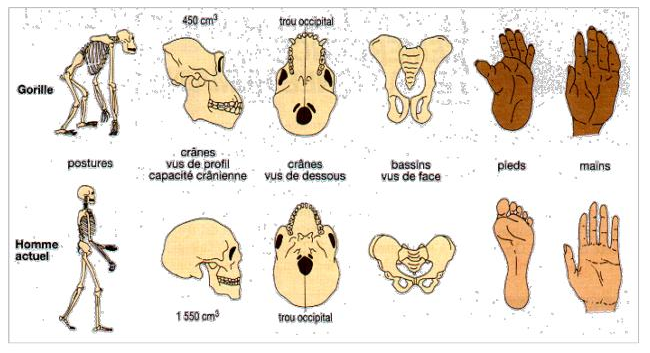 450 cm³
trou occipital
Gorille
postures
crânes
vus de profil
capacité crânienne
crânes
vus de dessous
bassins
vus de face
pieds
mains
Homme
actuel
1 550 cm³
trou occipital